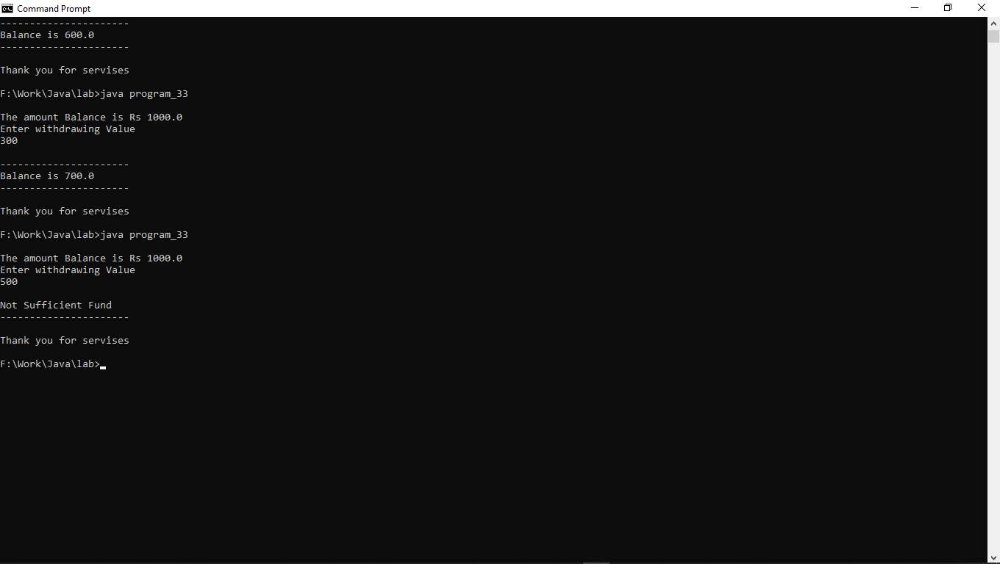 Command Prompt
----------------------
Balance is 600.0
----------------------
Thank you for servises
F:\Work\Java\lab>java program_33
The amount Balance is Rs 1000.0
Enter withdrawing Value
300
----------------------
Balance is 700.0
----------------------
Thank you for servises
F:\Work\Java\lab>java program_33
The amount Balance is Rs 1000.0
Enter withdrawing Value
500
Not Sufficient Fund
----------------------
Thank you for servises
F:\Work\Java\lab>